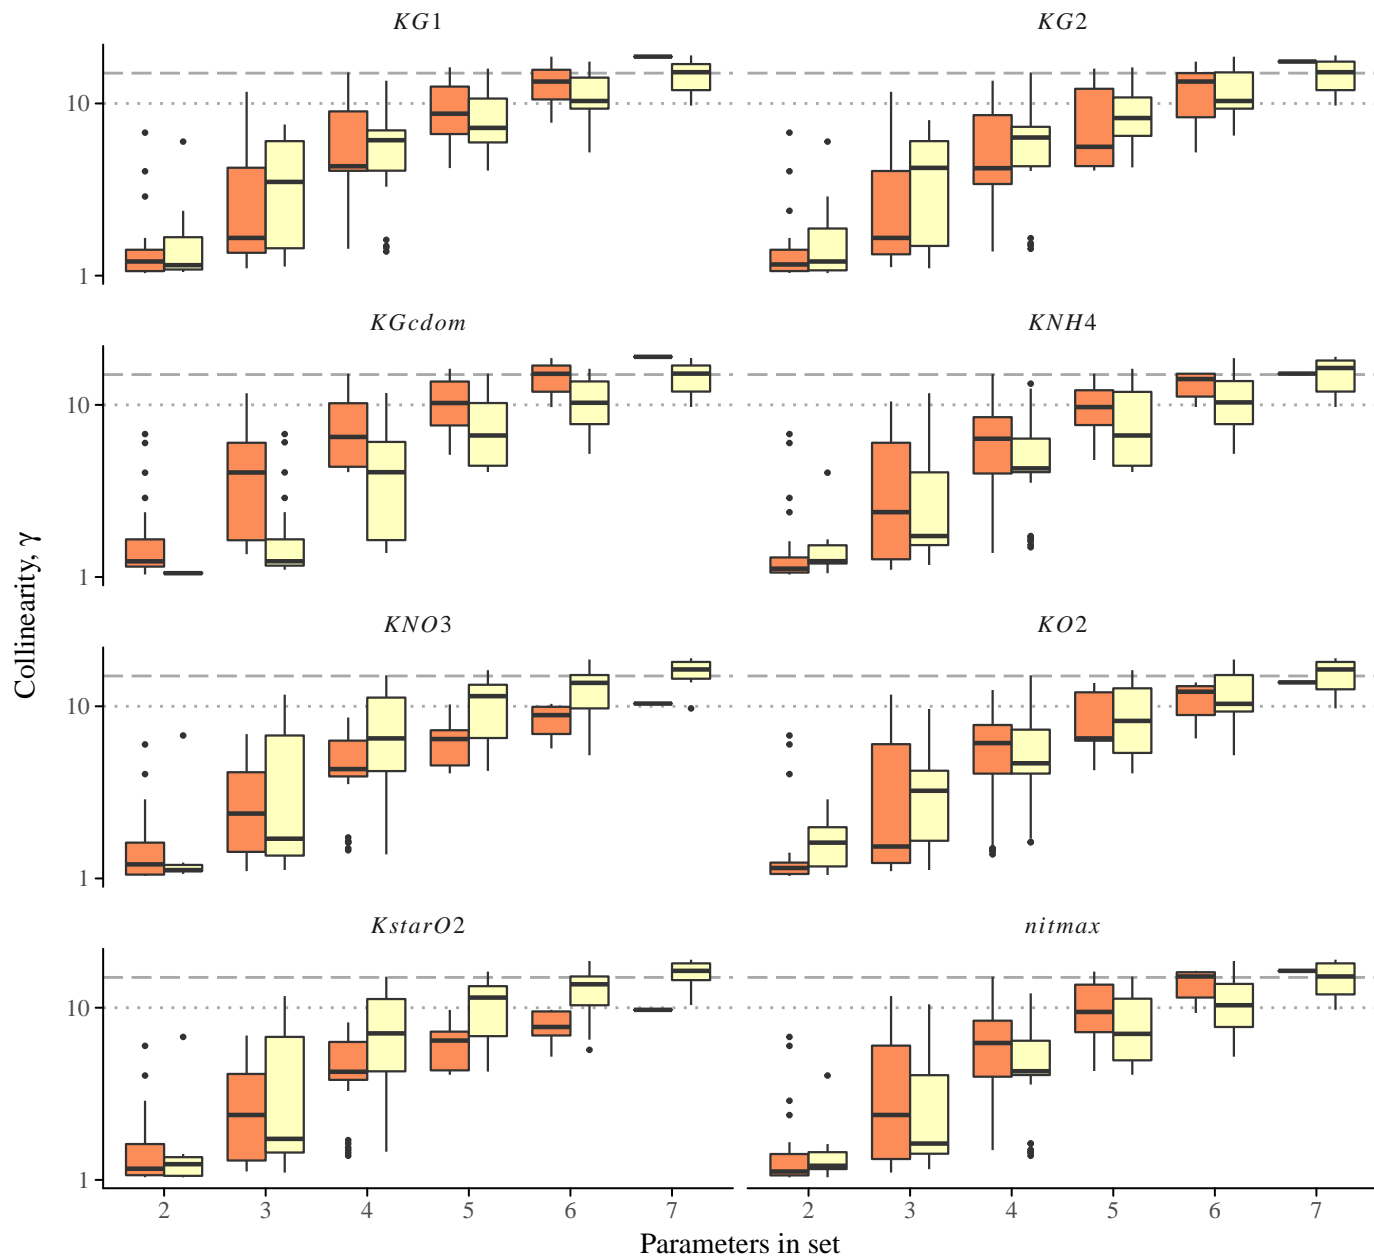 KG1 KG2
10
1
KGcdom KNH4
10
1
KNO3 KO2
10
1
KstarO2 nitmax
10
1
2 3 4 5 6 7 2 3 4 5 6 7
Parameters in set
Collinearity, γ